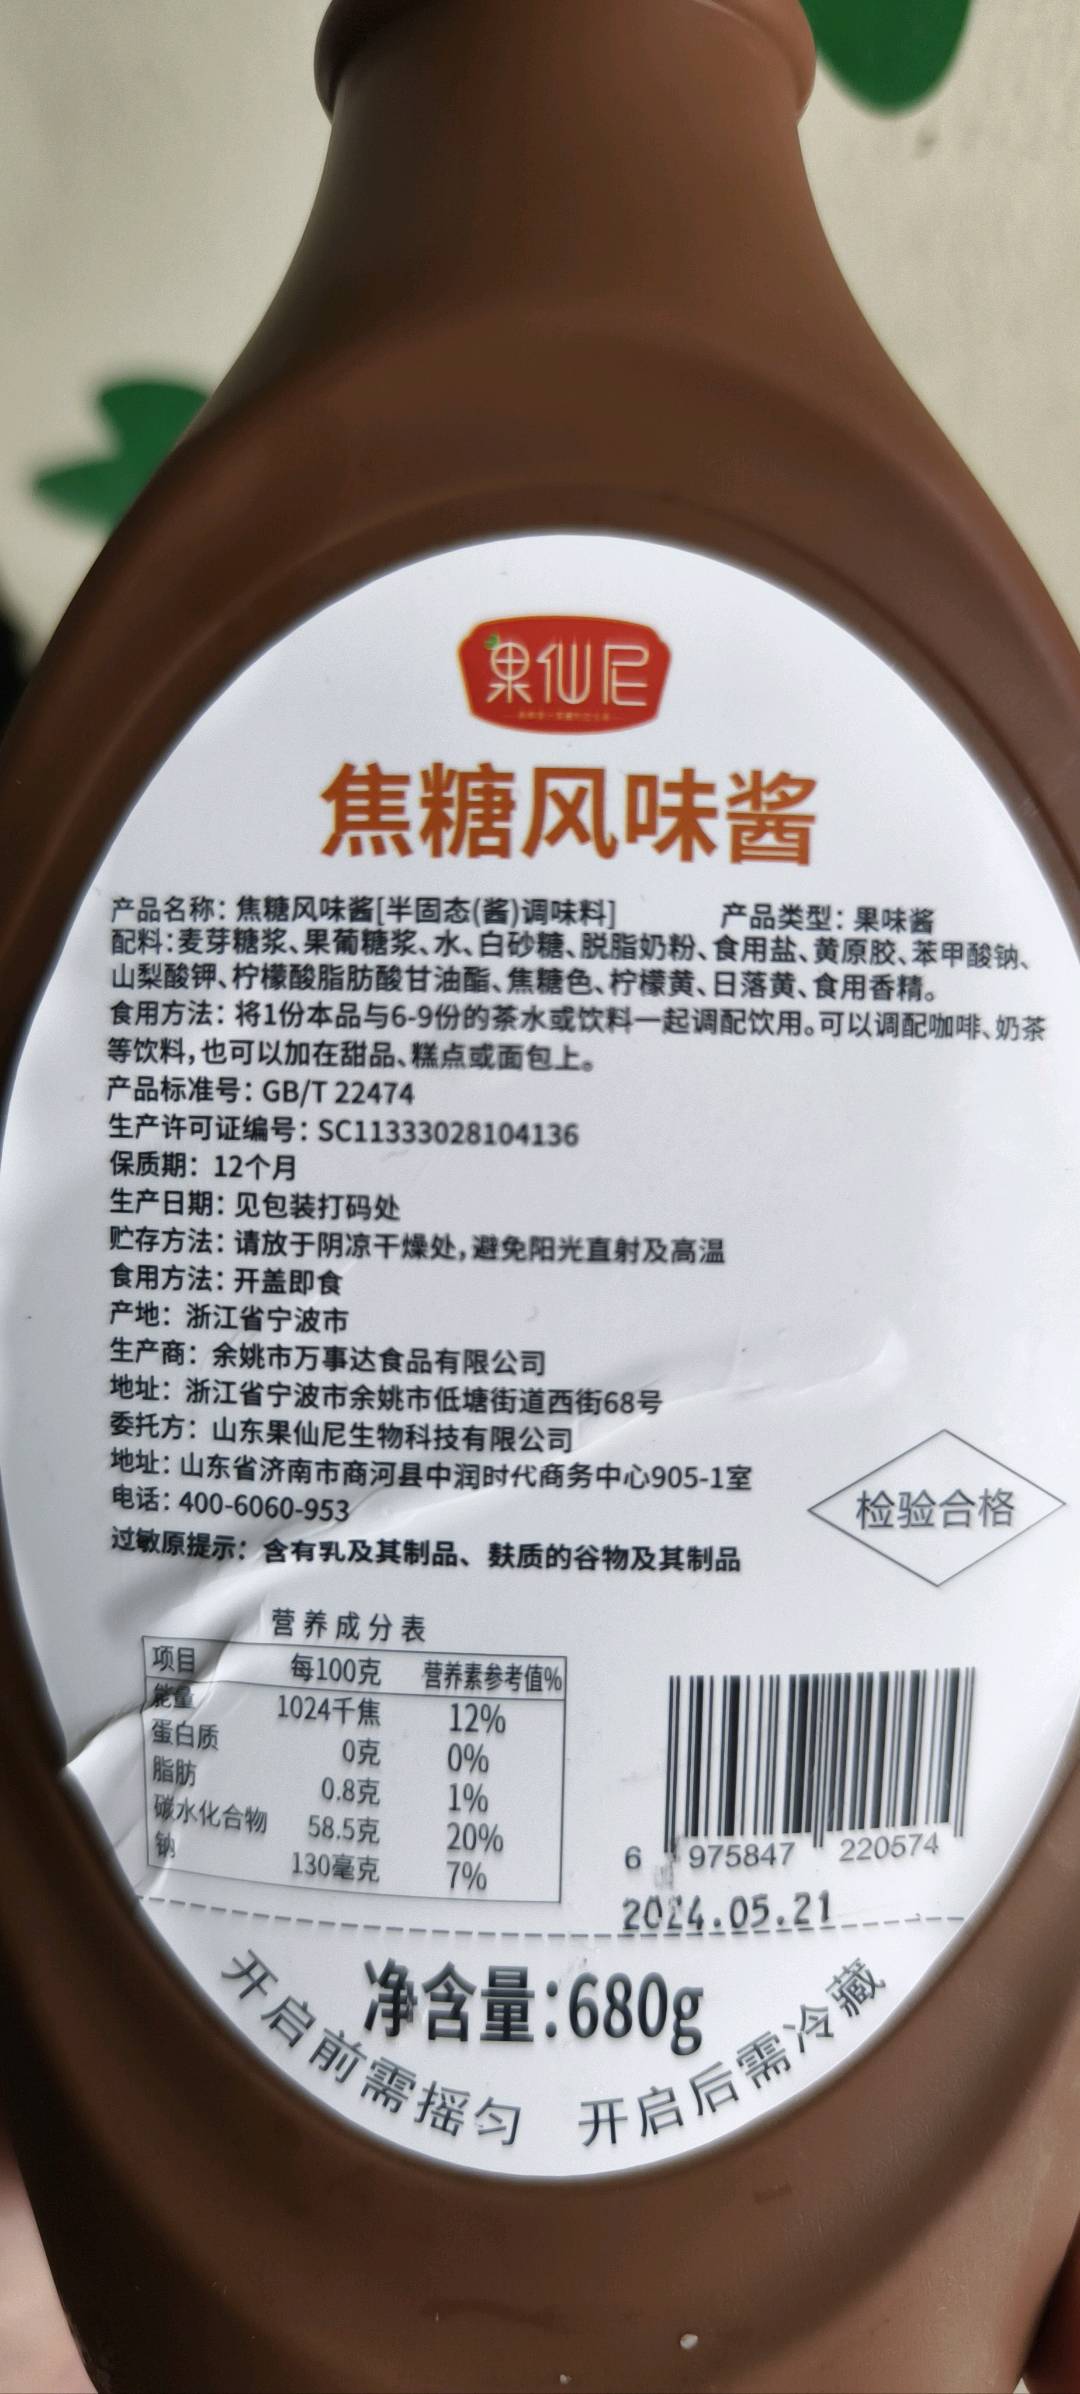 果仙尼
焦糖风味酱
产品名称：焦糖风味酱[半固态(酱)调味料] 产品类型：果味酱
配料：麦芽糖浆、果葡糖浆、水、白砂糖、脱脂奶粉、食用盐、黄原胶、苯甲酸钠、
山梨酸钾、柠檬酸脂肪酸甘油酯、焦糖色、柠檬黄、日落黄、食用香精。
食用方法：将1份本品与6-9份的茶水或饮料一起调配饮用。可以调配咖啡、奶茶
等饮料，也可以加在甜品、糕点或面包上。
产品标准号：GB/T 22474
生产许可证编号：SC11333028104136
保质期：12个月
生产日期：见包装打码处
贮存方法：请放于阴凉干燥处，避免阳光直射及高温
食用方法：开盖即食
产地：浙江省宁波市
生产商：余姚市万事达食品有限公司
地址：浙江省宁波市余姚市低塘街道西街68号
委托方：山东果仙尼生物科技有限公司
地址：山东省济南市商河县中润时代商务中心905-1室
电话：400-6060-953
过敏原提示：含有乳及其制品、麸质的谷物及其制品
检验合格
营养成分表
项目 每100克 营养素参考值%
能量 1024千焦 12%
蛋白质 0克 0%
脂肪 0.8克 1%
碳水化合物 58.5克 20%
钠 130毫克 7%
6 975847 220574
2024.05.21
净含量：680g
开启前需摇匀 开启后需冷藏